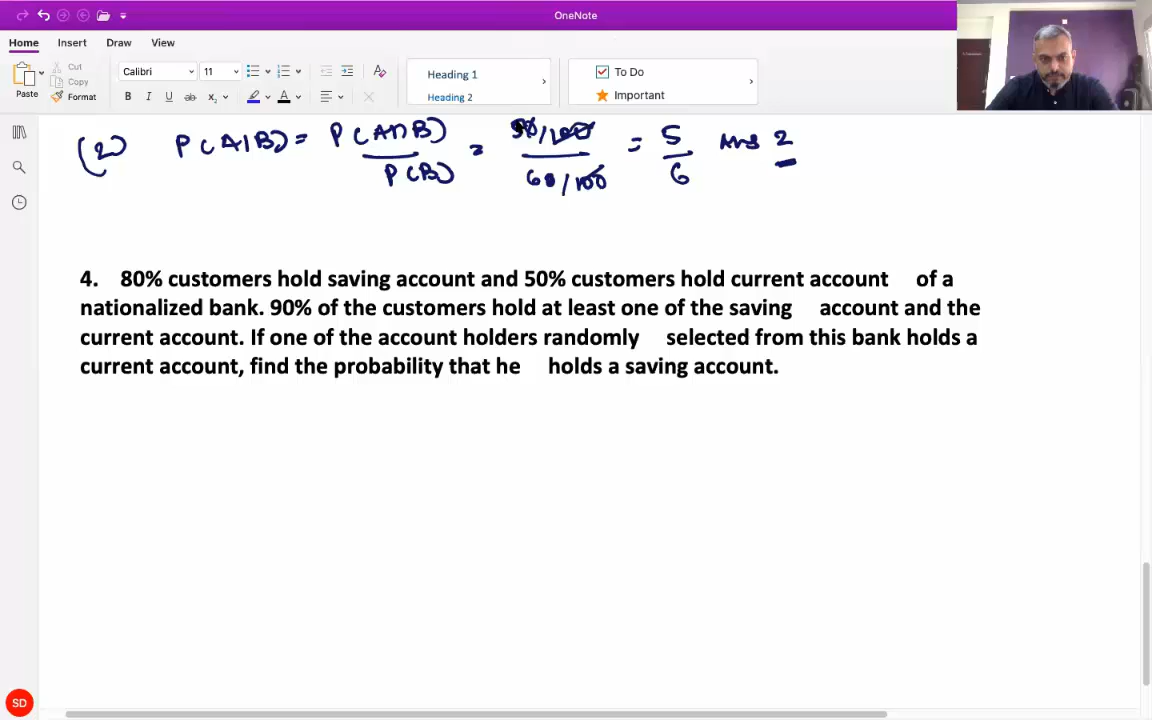 OneNote
Home Insert Draw View
Paste Cut Copy Format
Calibri 11 Heading 1 Heading 2 To Do Important
B I U ab x₂ A
(2) P(A|B) = P(A∩B) / P(B) = 50/100 / 60/100 = 5/6 Ans 2
4. 80% customers hold saving account and 50% customers hold current account of a
nationalized bank. 90% of the customers hold at least one of the saving account and the
current account. If one of the account holders randomly selected from this bank holds a
current account, find the probability that he holds a saving account.
SD